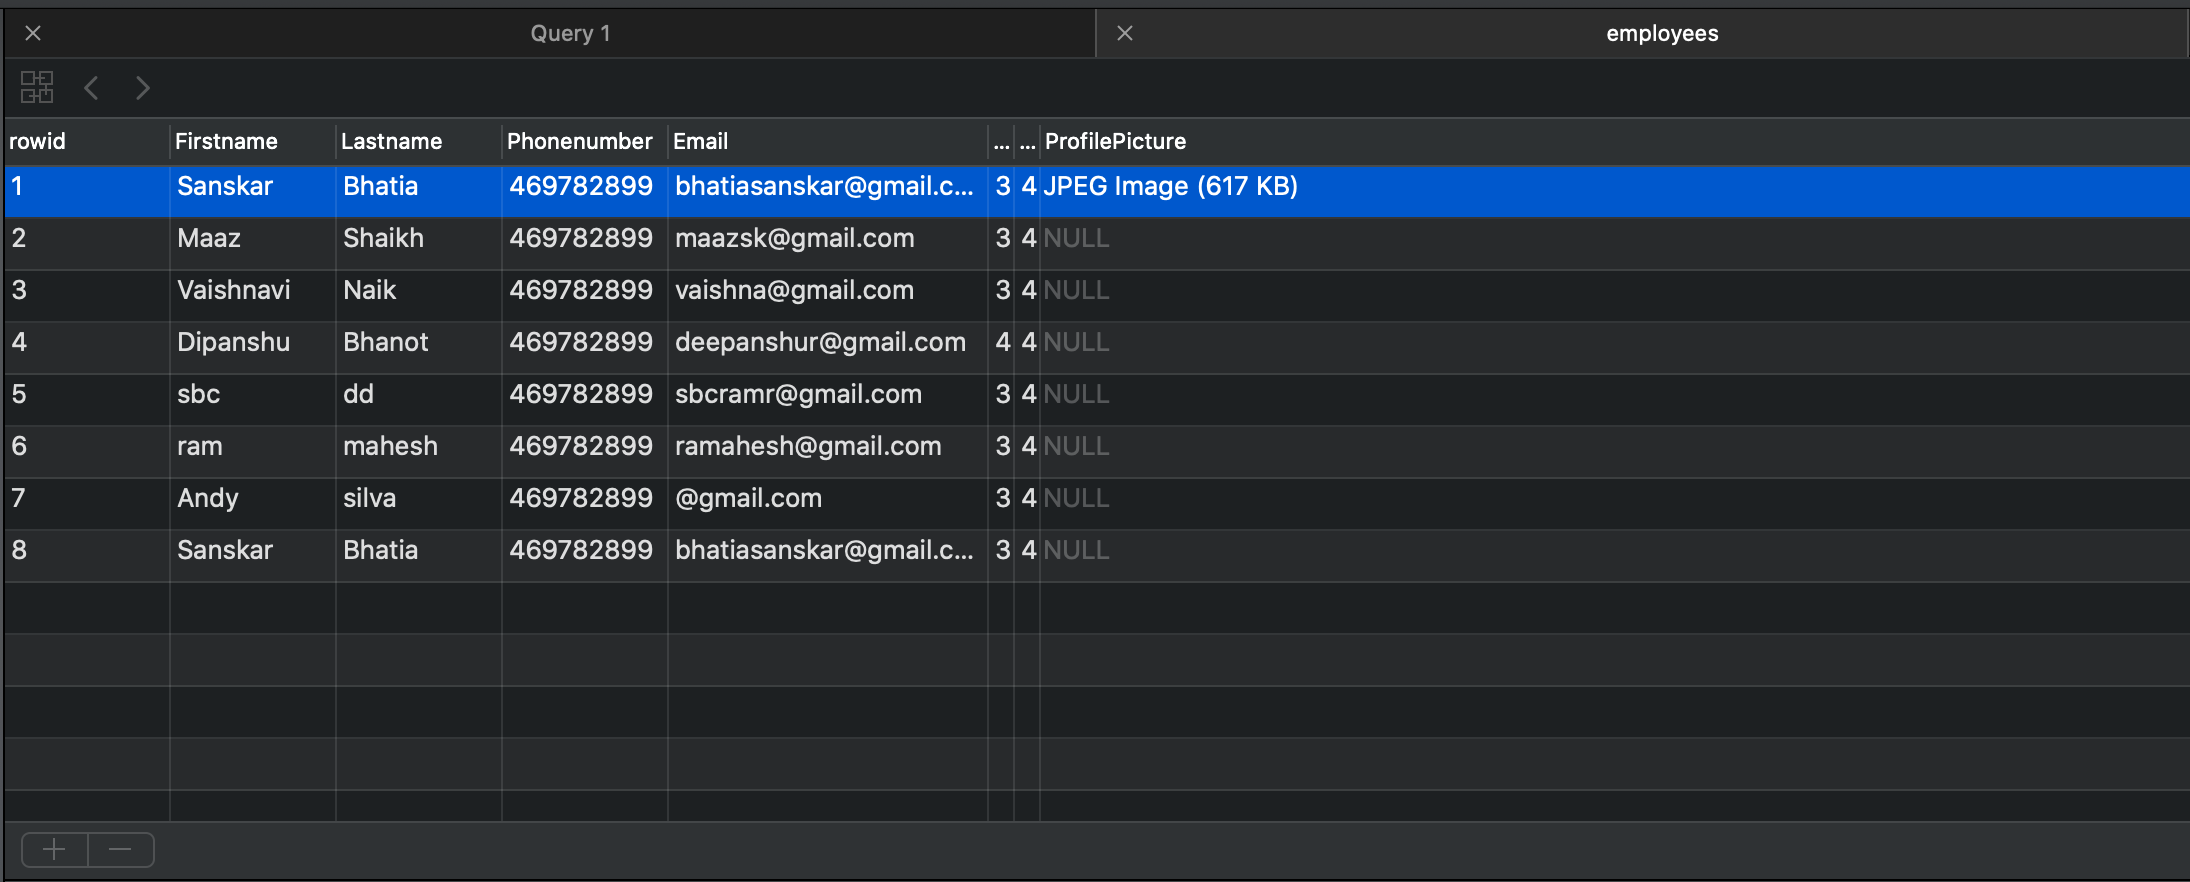 Query 1 employees
rowid Firstname Lastname Phonenumber Email ... ... ProfilePicture
1 Sanskar Bhatia 469782899 bhatiasanskar@gmail.c... 3 4 JPEG Image (617 KB)
2 Maaz Shaikh 469782899 maazsk@gmail.com 3 4 NULL
3 Vaishnavi Naik 469782899 vaishna@gmail.com 3 4 NULL
4 Dipanshu Bhanot 469782899 deepanshur@gmail.com 4 4 NULL
5 sbc dd 469782899 sbcramr@gmail.com 3 4 NULL
6 ram mahesh 469782899 ramahesh@gmail.com 3 4 NULL
7 Andy silva 469782899 @gmail.com 3 4 NULL
8 Sanskar Bhatia 469782899 bhatiasanskar@gmail.c... 3 4 NULL